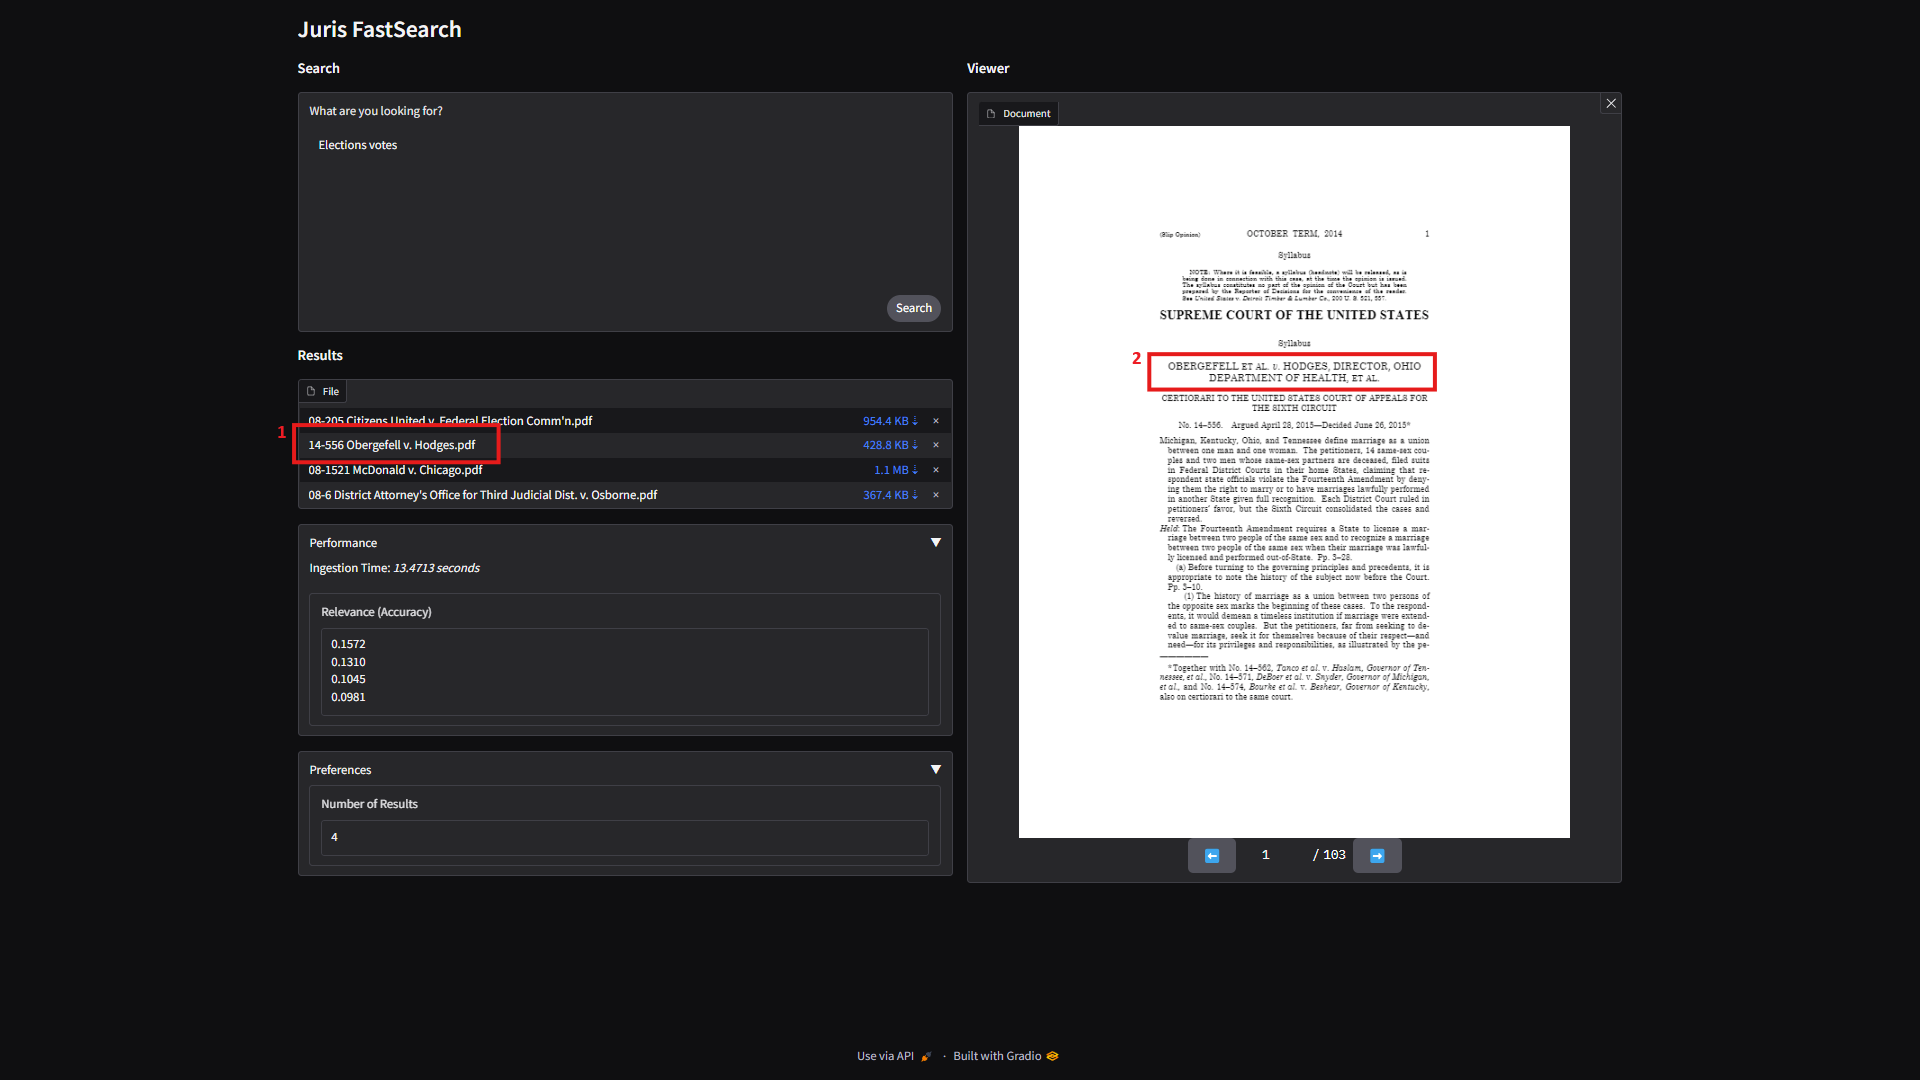 Juris FastSearch
Search
What are you looking for?
Elections votes
Search
Results
File
08-205 Citizens United v. Federal Election Comm'n.pdf 954.4 KB ⇣ ×
1
14-556 Obergefell v. Hodges.pdf 428.8 KB ⇣ ×
08-1521 McDonald v. Chicago.pdf 1.1 MB ⇣ ×
08-6 District Attorney's Office for Third Judicial Dist. v. Osborne.pdf 367.4 KB ⇣ ×
Performance
Ingestion Time: 13.4713 seconds
Relevance (Accuracy)
0.1572
0.1310
0.1045
0.0981
Preferences
Number of Results
4
Viewer
Document
(Slip Opinion) OCTOBER TERM, 2014 1
Syllabus
NOTE: Where it is feasible, a syllabus (headnote) will be released, as is
being done in connection with this case, at the time the opinion is issued.
The syllabus constitutes no part of the opinion of the Court but has been
prepared by the Reporter of Decisions for the convenience of the reader.
See United States v. Detroit Timber & Lumber Co., 200 U. S. 321, 337.
SUPREME COURT OF THE UNITED STATES
Syllabus
2
OBERGEFELL ET AL. v. HODGES, DIRECTOR, OHIO
DEPARTMENT OF HEALTH, ET AL.
CERTIORARI TO THE UNITED STATES COURT OF APPEALS FOR
THE SIXTH CIRCUIT
No. 14–556. Argued April 28, 2015—Decided June 26, 2015*
Michigan, Kentucky, Ohio, and Tennessee define marriage as a union
between one man and one woman. The petitioners, 14 same-sex cou-
ples and two men whose same-sex partners are deceased, filed suits
in Federal District Courts in their home States, claiming that re-
spondent state officials violate the Fourteenth Amendment by deny-
ing them the right to marry or to have marriages lawfully performed
in another State given full recognition. Each District Court ruled in
petitioners' favor, but the Sixth Circuit consolidated the cases and
reversed.
Held: The Fourteenth Amendment requires a State to license a mar-
riage between two people of the same sex and to recognize a marriage
between two people of the same sex when their marriage was lawful-
ly licensed and performed out-of-State. Pp. 3–28.
(a) Before turning to the governing principles and precedents, it is
appropriate to note the history of the subject now before the Court.
Pp. 3–10.
(1) The history of marriage as a union between two persons of
the opposite sex marks the beginning of these cases. To the respond-
ents, it would demean a timeless institution if marriage were extend-
ed to same-sex couples. But the petitioners, far from seeking to de-
value marriage, seek it for themselves because of their respect—and
need—for its privileges and responsibilities, as illustrated by the pe-
*Together with No. 14–562, Tanco et al. v. Haslam, Governor of Ten-
nessee, et al., No. 14–571, DeBoer et al. v. Snyder, Governor of Michigan,
et al., and No. 14–574, Bourke et al. v. Beshear, Governor of Kentucky,
also on certiorari to the same court.
1 / 103
Use via API · Built with Gradio